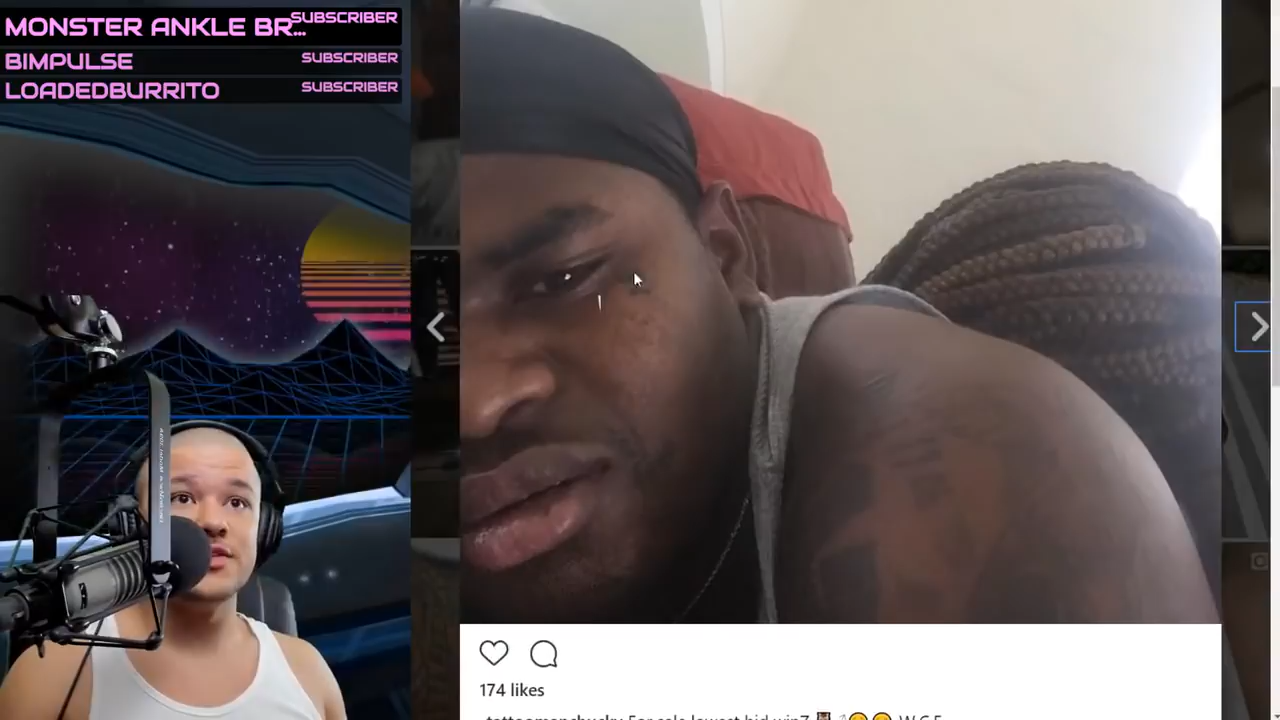 MONSTER ANKLE BR... SUBSCRIBER
BIMPULSE SUBSCRIBER
LOADEDBURRITO SUBSCRIBER
174 likes